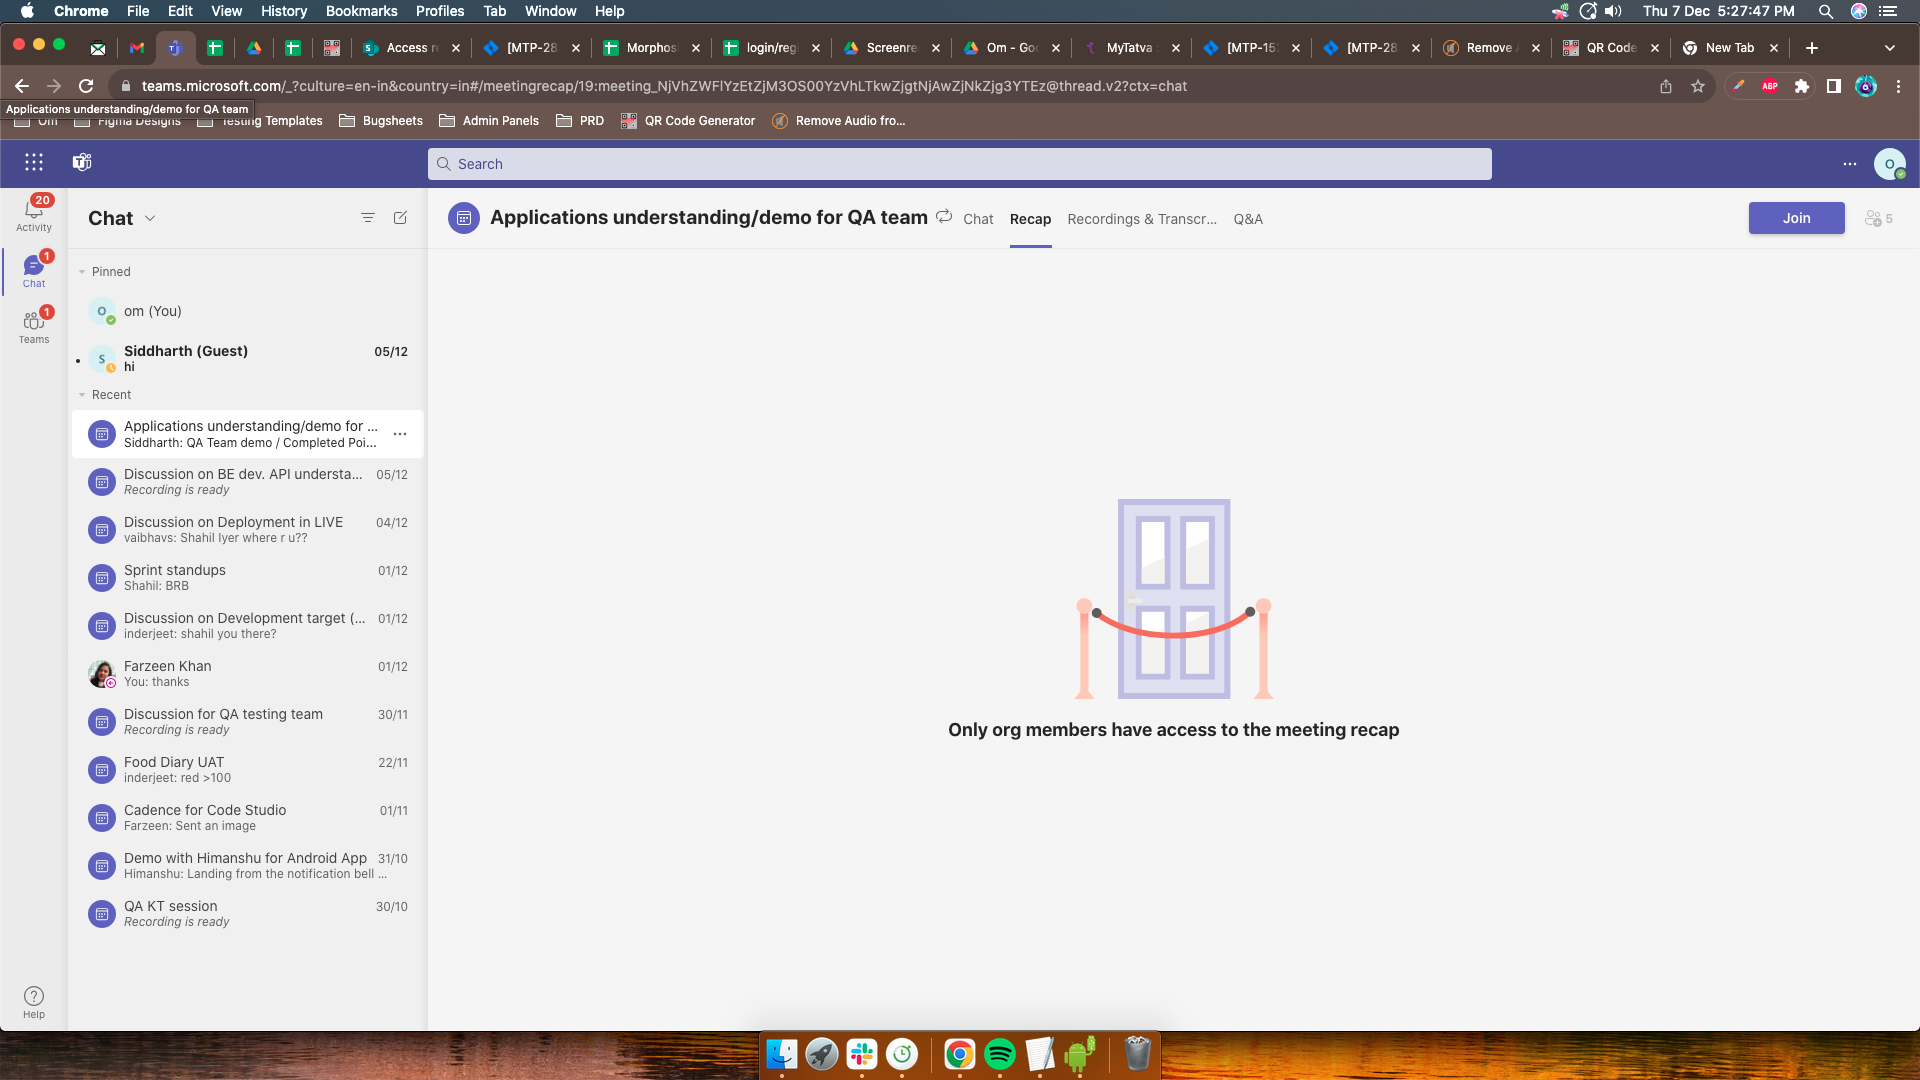 Chrome File Edit View History Bookmarks Profiles Tab Window Help Thu 7 Dec 5:27:47 PM
Access re [MTP-28 Morphosi login/regi Screenrec Om - Goo MyTatva [MTP-15 [MTP-28 Remove A QR Code New Tab
teams.microsoft.com/_?culture=en-in&country=in#/meetingrecap/19:meeting_NjVhZWFlYzEtZjM3OS00YzVhLTkwZjgtNjAwZjNkZjg3YTEz@thread.v2?ctx=chat
ABP
Applications understanding/demo for QA team
Om Figma Designs Testing Templates Bugsheets Admin Panels PRD QR Code Generator Remove Audio fro...
Search
O
20
Activity
1
Chat
1
Teams
Help
Chat
Pinned
O
om (You)
S
Siddharth (Guest) 05/12
hi
Recent
Applications understanding/demo for ...
Siddharth: QA Team demo / Completed Poi...
Discussion on BE dev. API understa... 05/12
Recording is ready
Discussion on Deployment in LIVE 04/12
vaibhavs: Shahil Iyer where r u??
Sprint standups 01/12
Shahil: BRB
Discussion on Development target (... 01/12
inderjeet: shahil you there?
Farzeen Khan 01/12
You: thanks
Discussion for QA testing team 30/11
Recording is ready
Food Diary UAT 22/11
inderjeet: red >100
Cadence for Code Studio 01/11
Farzeen: Sent an image
Demo with Himanshu for Android App 31/10
Himanshu: Landing from the notification bell ...
QA KT session 30/10
Recording is ready
Applications understanding/demo for QA team Chat Recap Recordings & Transcr... Q&A Join 5
Only org members have access to the meeting recap